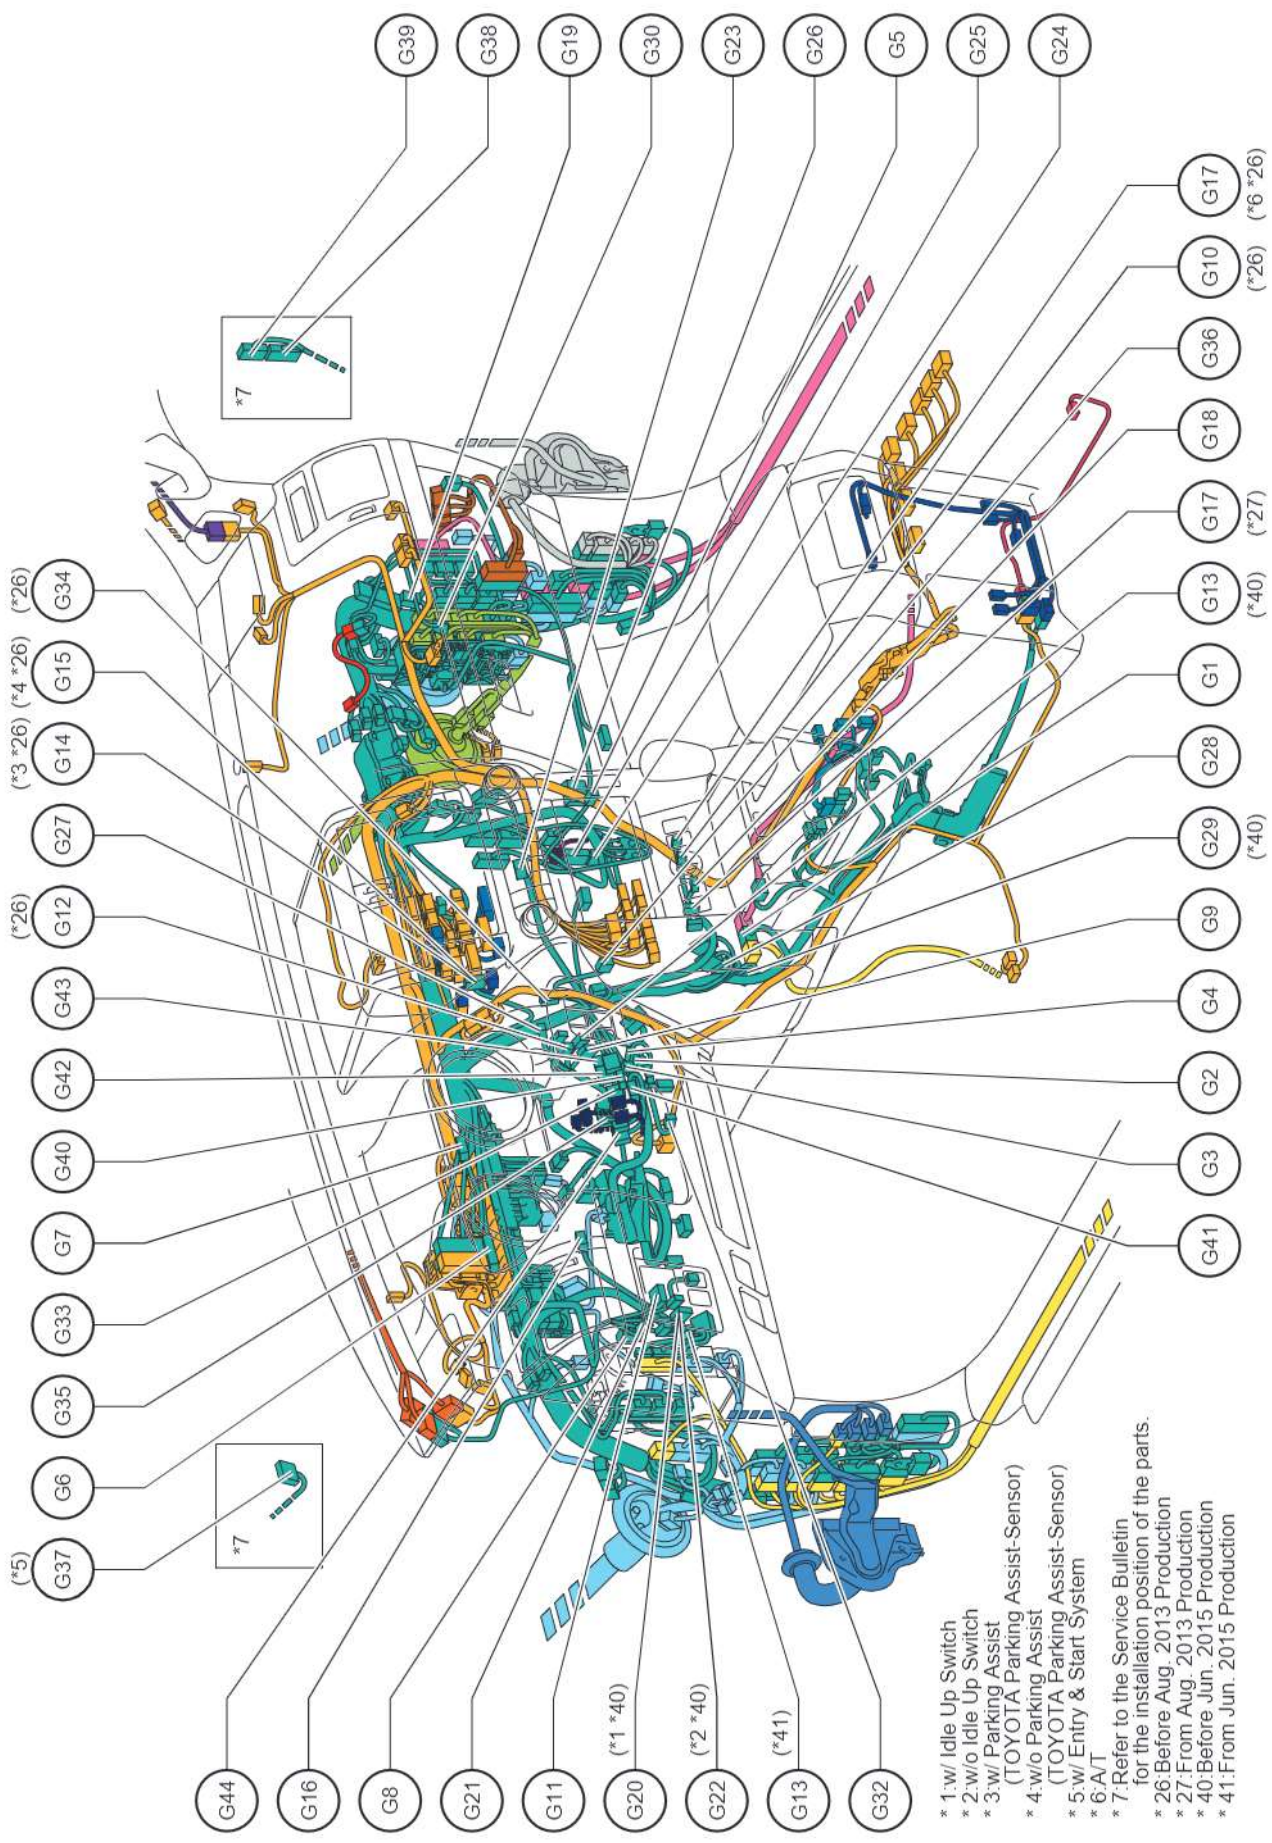 (*5)
(*26)
(*3 *26)
(*4 *26)
(*26)
G37
G6
G35
G33
G7
G40
G42
G43
G12
G27
G14
G15
G34
*7
*7
G44
G16
G8
G21
G11
G20
(*1 *40)
G22
(*2 *40)
G13
(*41)
G32
G39
G38
G19
G30
G23
G26
G5
G25
G24
* 1:w/ Idle Up Switch
* 2:w/o Idle Up Switch
* 3:w/ Parking Assist
(TOYOTA Parking Assist-Sensor)
* 4:w/o Parking Assist
(TOYOTA Parking Assist-Sensor)
* 5:w/ Entry & Start System
* 6:A/T
* 7:Refer to the Service Bulletin
for the installation position of the parts.
* 26:Before Aug. 2013 Production
* 27:From Aug. 2013 Production
* 40:Before Jun. 2015 Production
* 41:From Jun. 2015 Production
G41
G3
G2
G4
G9
G29
G28
G1
G13
G17
G18
G36
G10
G17
(*40)
(*40)
(*27)
(*26)
(*6 *26)